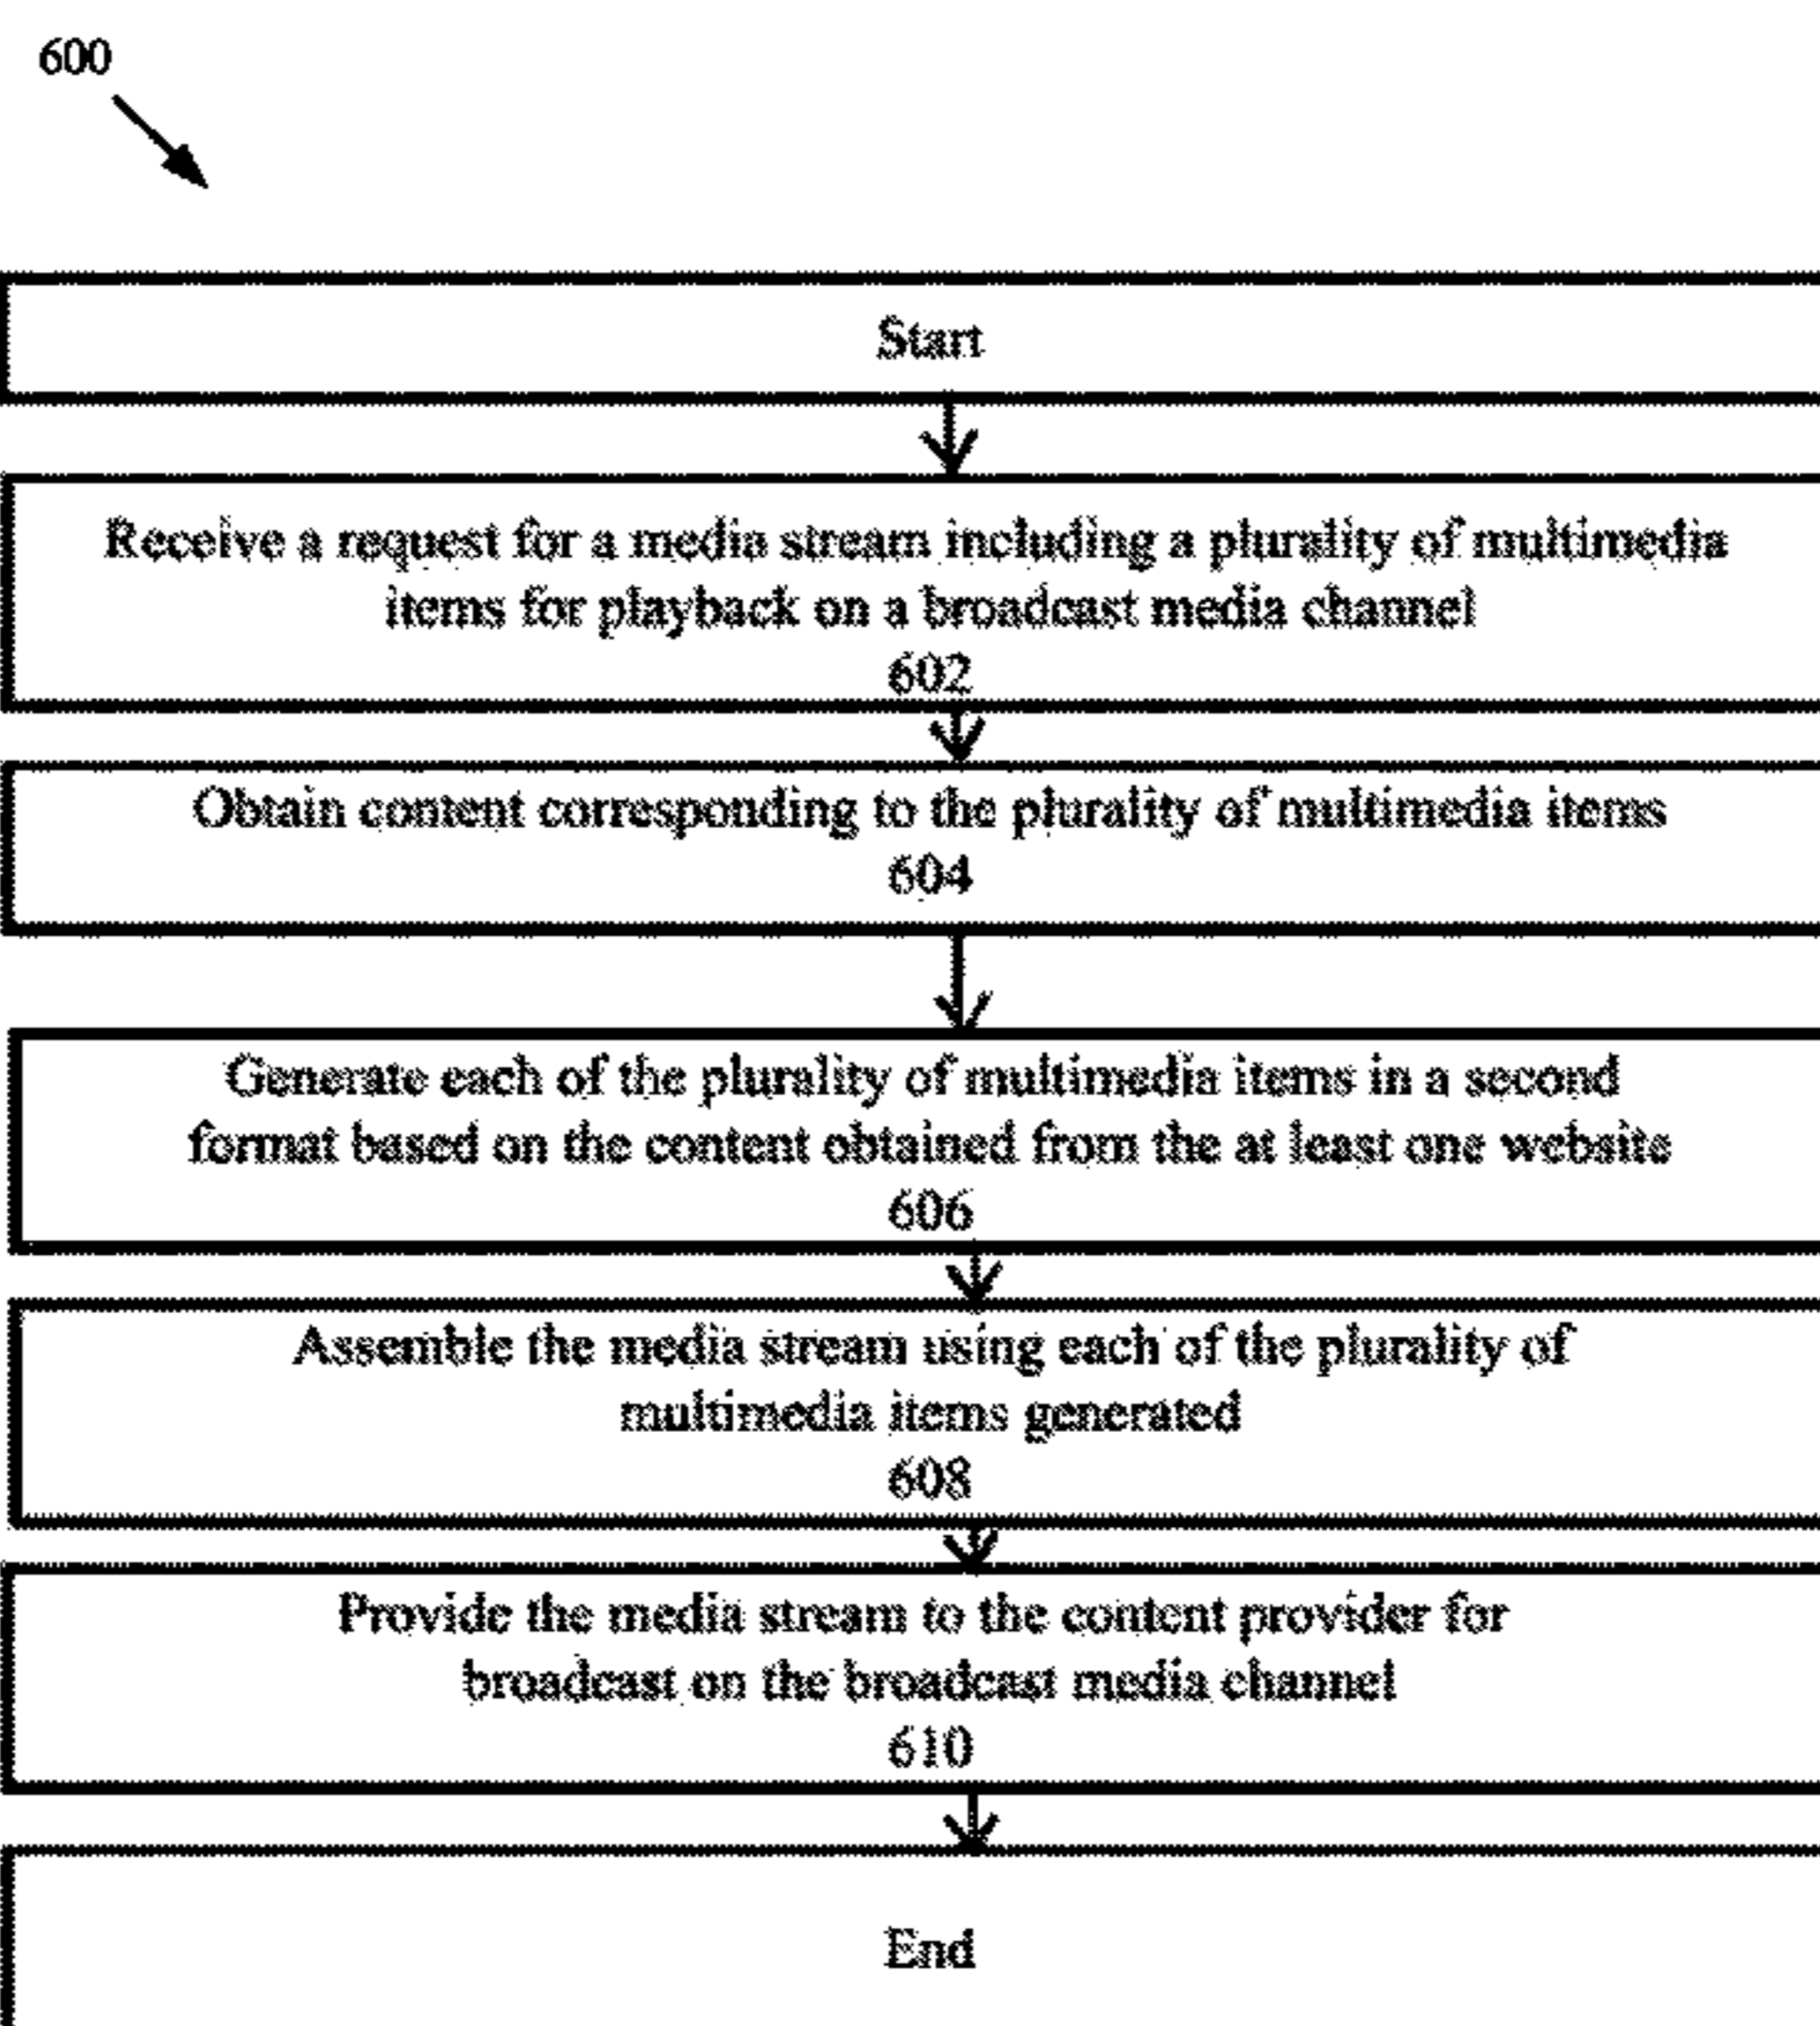 600
Start
Receive a request for a media stream including a plurality of multimedia
items for playback on a broadcast media channel
602
Obtain content corresponding to the plurality of multimedia items
604
Generate each of the plurality of multimedia items in a second
format based on the content obtained from the at least one website
606
Assemble the media stream using each of the plurality of
multimedia items generated
608
Provide the media stream to the content provider for
broadcast on the broadcast media channel
610
End